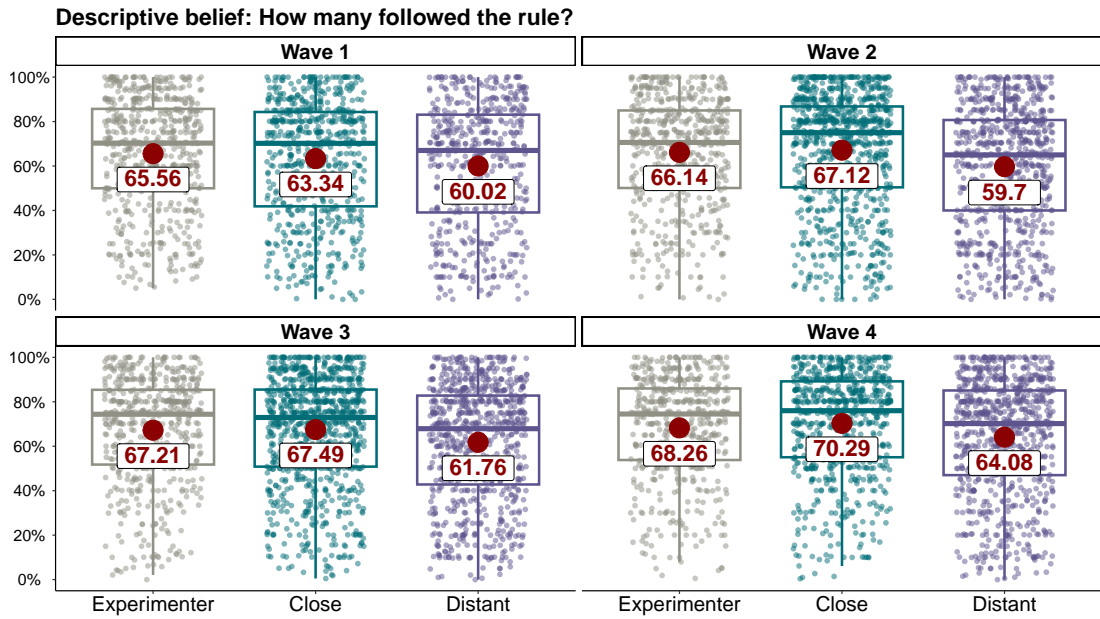 Descriptive belief: How many followed the rule?
Wave 1
Wave 2
100%
80%
60%
40%
20%
0%
65.56
63.34
60.02
66.14
67.12
59.7
Wave 3
Wave 4
100%
80%
60%
40%
20%
0%
67.21
67.49
61.76
68.26
70.29
64.08
Experimenter
Close
Distant
Experimenter
Close
Distant